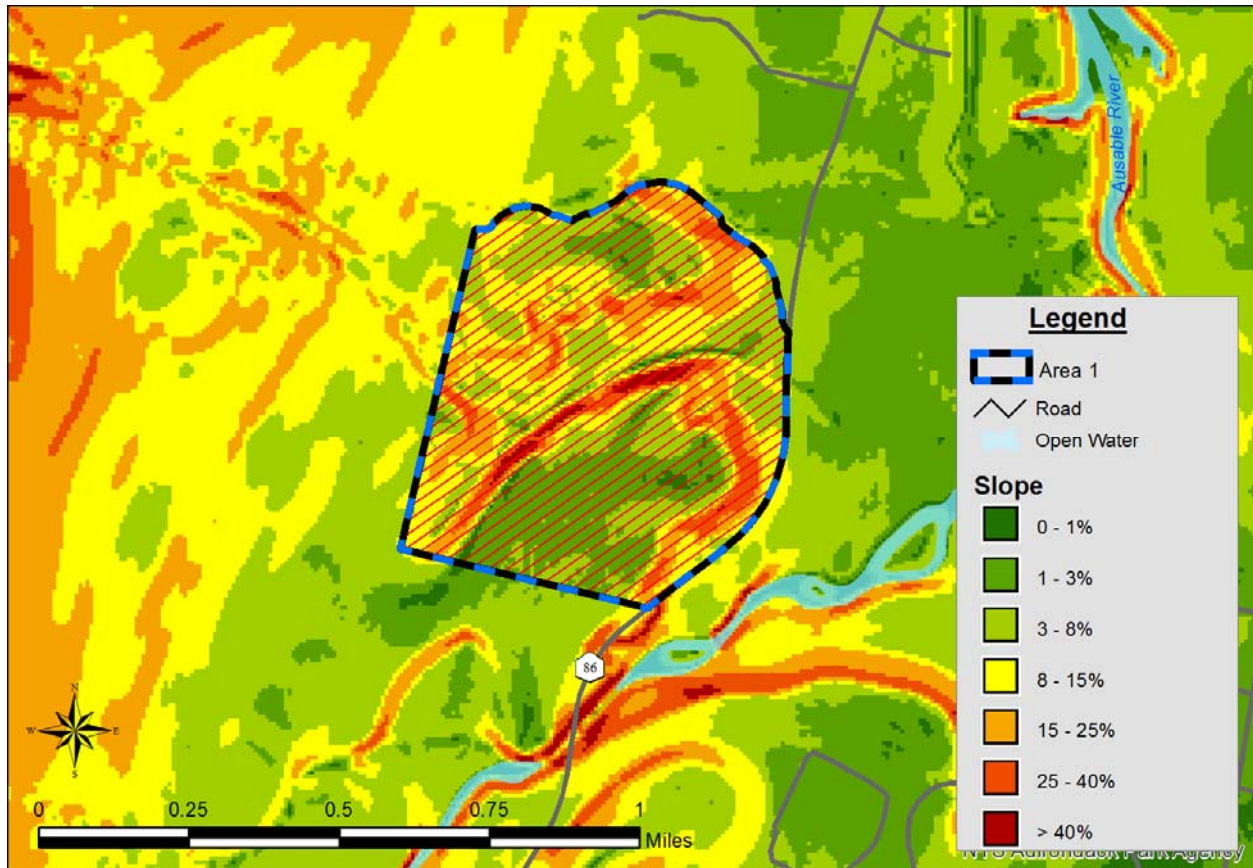 Ausable River
Legend
Area 1
Road
Open Water
Slope
0 - 1%
1 - 3%
3 - 8%
8 - 15%
15 - 25%
25 - 40%
> 40%
86
N
W E
S
0 0.25 0.5 0.75 1
Miles
NYS Adirondack Park Agency